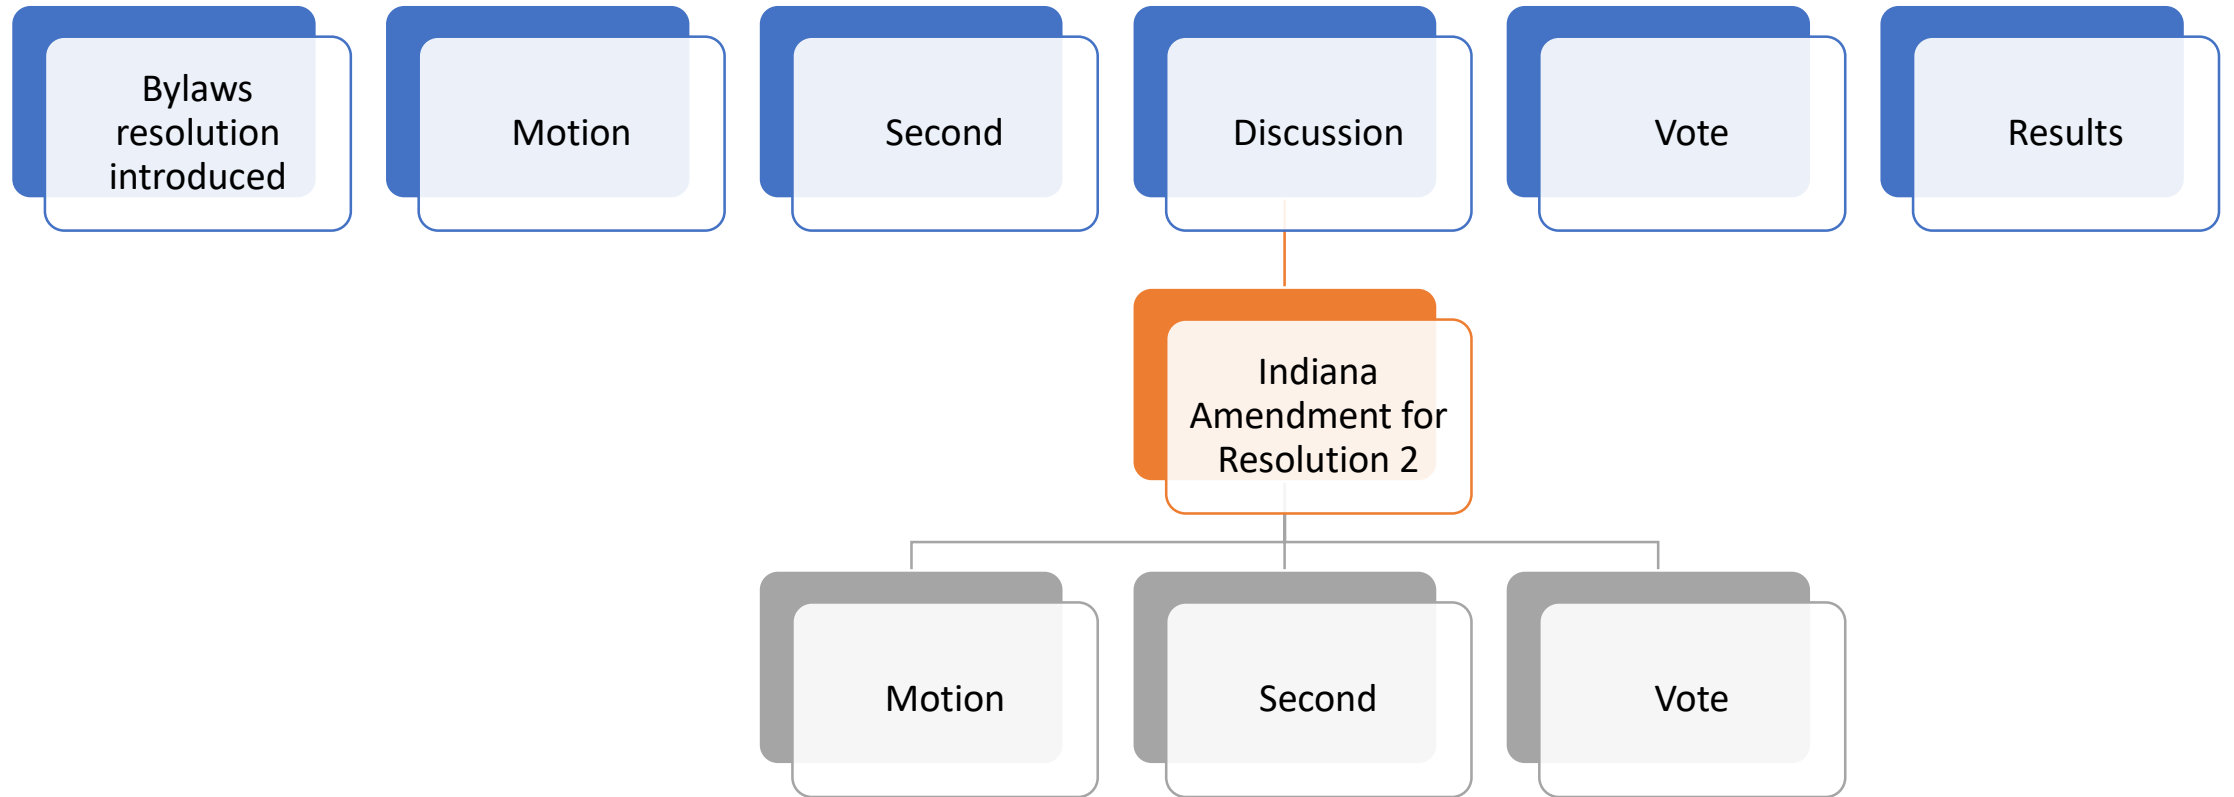 Bylaws
resolution
introduced
Motion
Second
Discussion
Vote
Results
Indiana
Amendment for
Resolution 2
Motion
Second
Vote